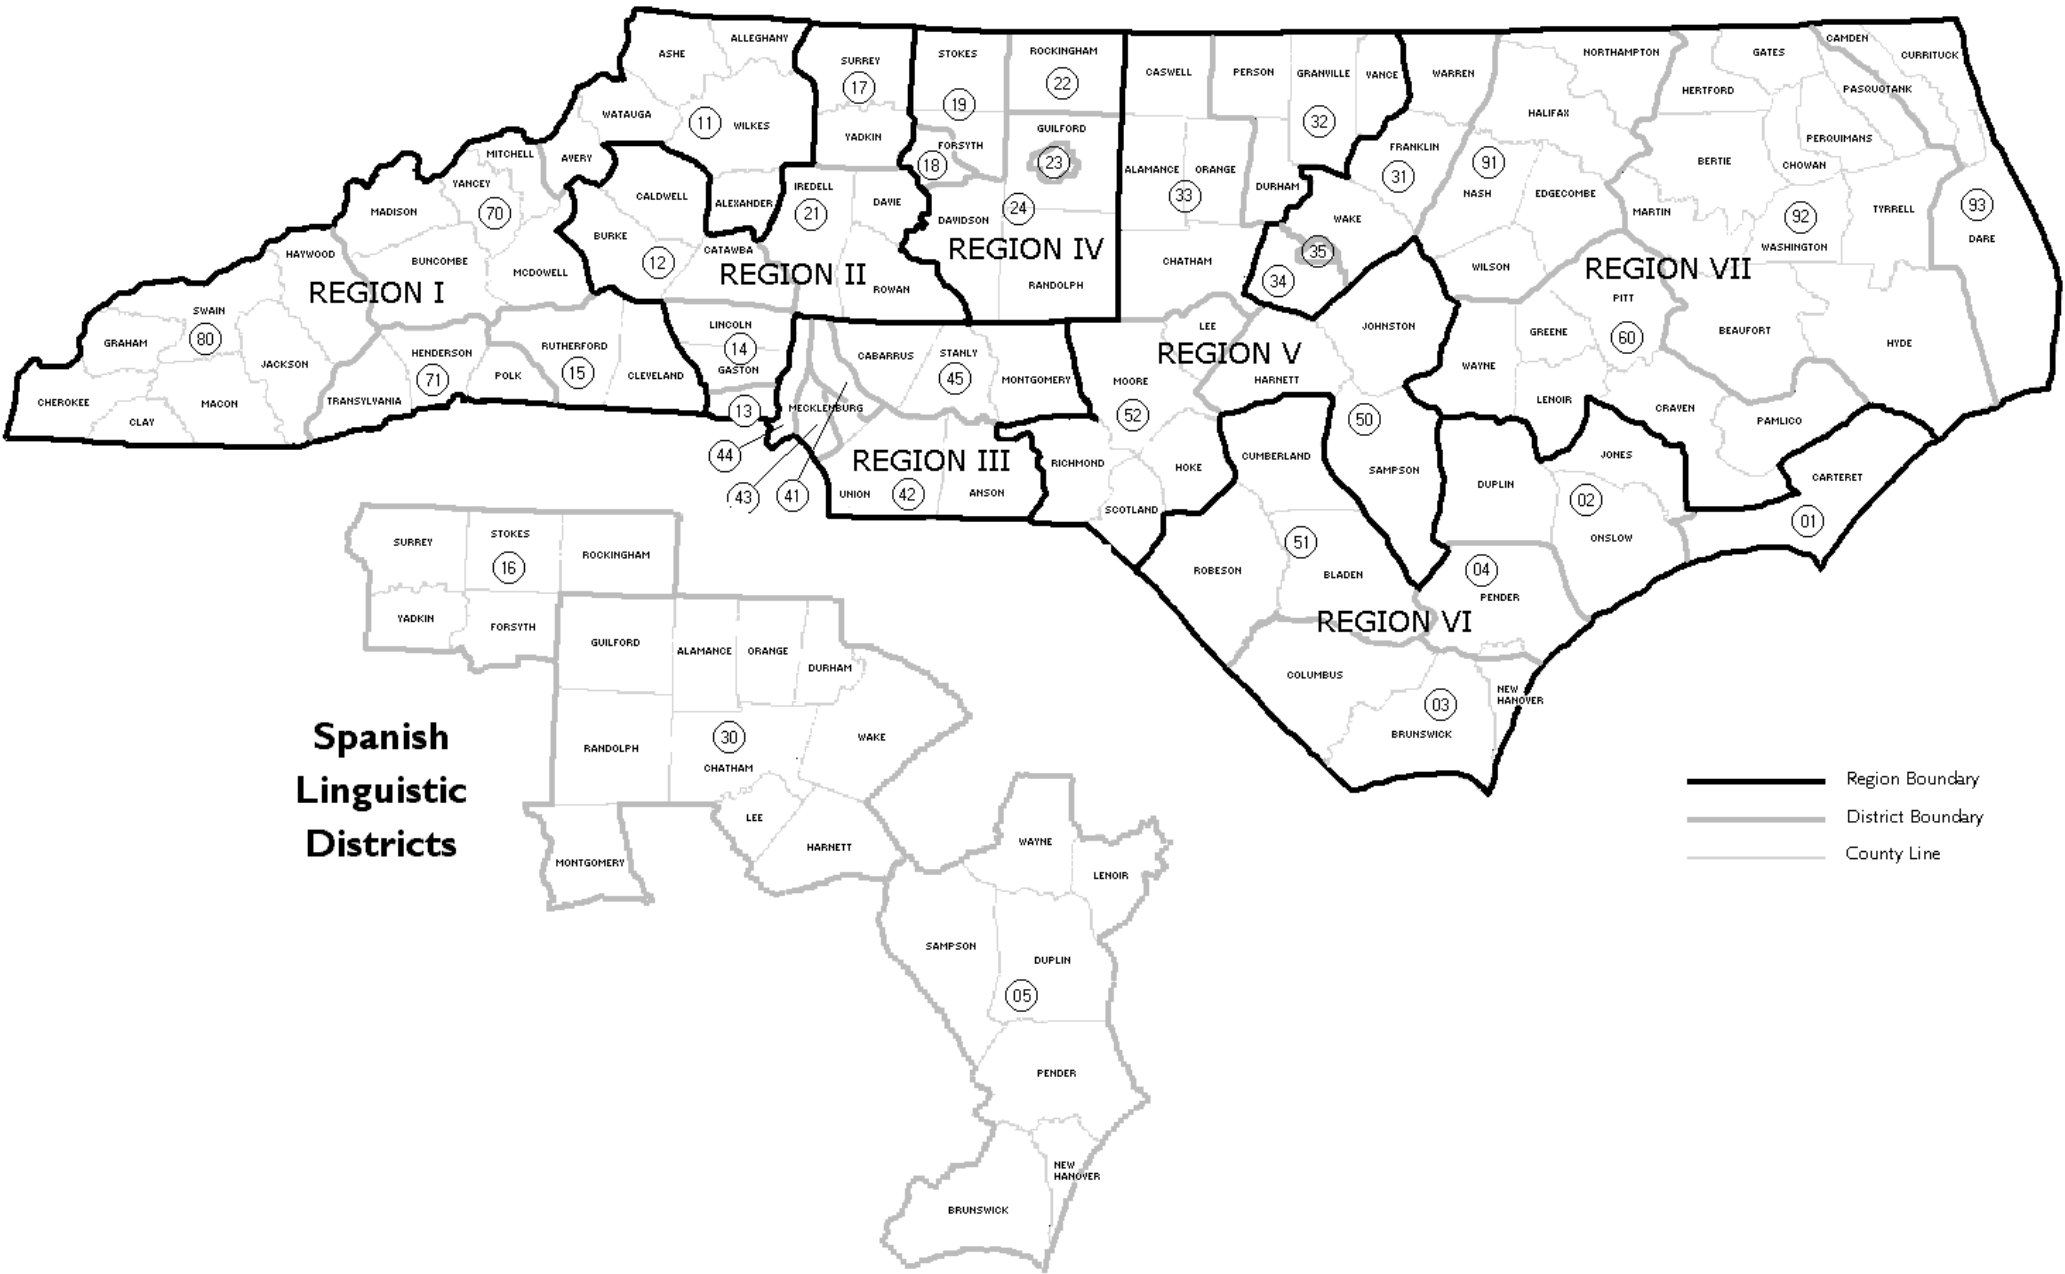 ALLEGHANY
ASHE
WATAUGA
11
WILKES
MITCHELL
AVERY
YANCEY
70
MADISON
CALDWELL
ALEXANDER
BURKE
12
CATAWBA
HAYWOOD
BUNCOMBE
MCDOWELL
REGION I
SWAIN
80
GRAHAM
JACKSON
CHEROKEE
MACON
CLAY
HENDERSON
71
TRANSYLVANIA
POLK
RUTHERFORD
15
CLEVELAND
LINCOLN
14
GASTON
13
SURREY
17
YADKIN
IREDELL
21
DAVIE
REGION II
ROWAN
STOKES
19
ROCKINGHAM
22
FORSYTH
18
GUILFORD
23
24
DAVIDSON
REGION IV
RANDOLPH
MECKLENBURG
44
43
41
CABARRUS
STANLY
45
MONTGOMERY
REGION III
UNION
42
ANSON
CASWELL
PERSON
GRANVILLE
VANCE
32
ALAMANCE
ORANGE
33
DURHAM
CHATHAM
WARREN
FRANKLIN
31
WAKE
35
34
LEE
REGION V
JOHNSTON
HARNETT
MOORE
52
50
RICHMOND
HOKE
SCOTLAND
SAMPSON
CUMBERLAND
51
ROBESON
BLADEN
REGION VI
COLUMBUS
03
BRUNSWICK
NEW
HANOVER
04
PENDER
DUPLIN
02
JONES
ONSLOW
01
CARTERET
NORTHAMPTON
HALIFAX
91
NASH
EDGECOMBE
WILSON
GATES
CAMDEN
CURRITUCK
HERTFORD
PASQUOTANK
PERQUIMANS
BERTIE
CHOWAN
MARTIN
92
WASHINGTON
TYRRELL
93
DARE
REGION VII
PITT
60
GREENE
BEAUFORT
HYDE
WAYNE
LENOIR
CRAVEN
PAMLICO
Spanish
Linguistic
Districts
SURREY
STOKES
16
ROCKINGHAM
YADKIN
FORSYTH
GUILFORD
ALAMANCE
ORANGE
DURHAM
RANDOLPH
30
CHATHAM
WAKE
LEE
HARNETT
MONTGOMERY
WAYNE
LENOIR
SAMPSON
DUPLIN
05
PENDER
NEW
HANOVER
BRUNSWICK
Region Boundary
District Boundary
County Line